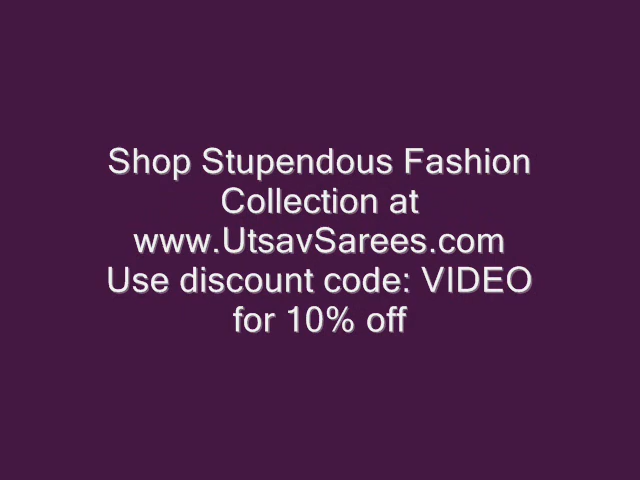 Shop Stupendous Fashion
Collection at
www.UtsavSarees.com
Use discount code: VIDEO
for 10% off